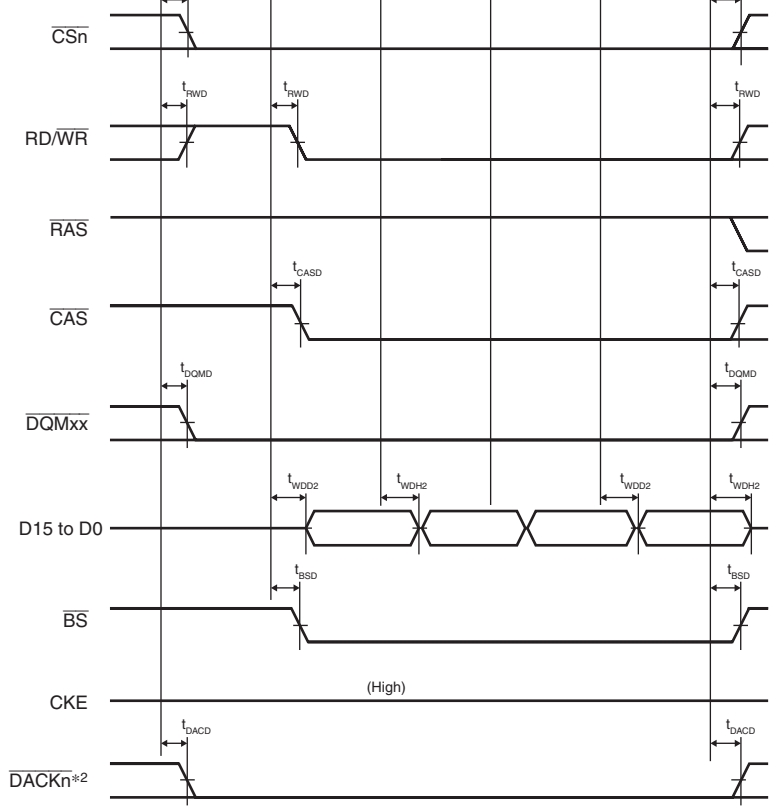 CSn
tRWD tRWD tRWD
RD/WR
RAS
tCASD tCASD
CAS
tDQMD tDQMD
DQMxx
tWDD2 tWDH2 tWDD2 tWDH2
D15 to D0
tBSD tBSD
BS
(High)
CKE
tDACD tDACD
DACKn*2